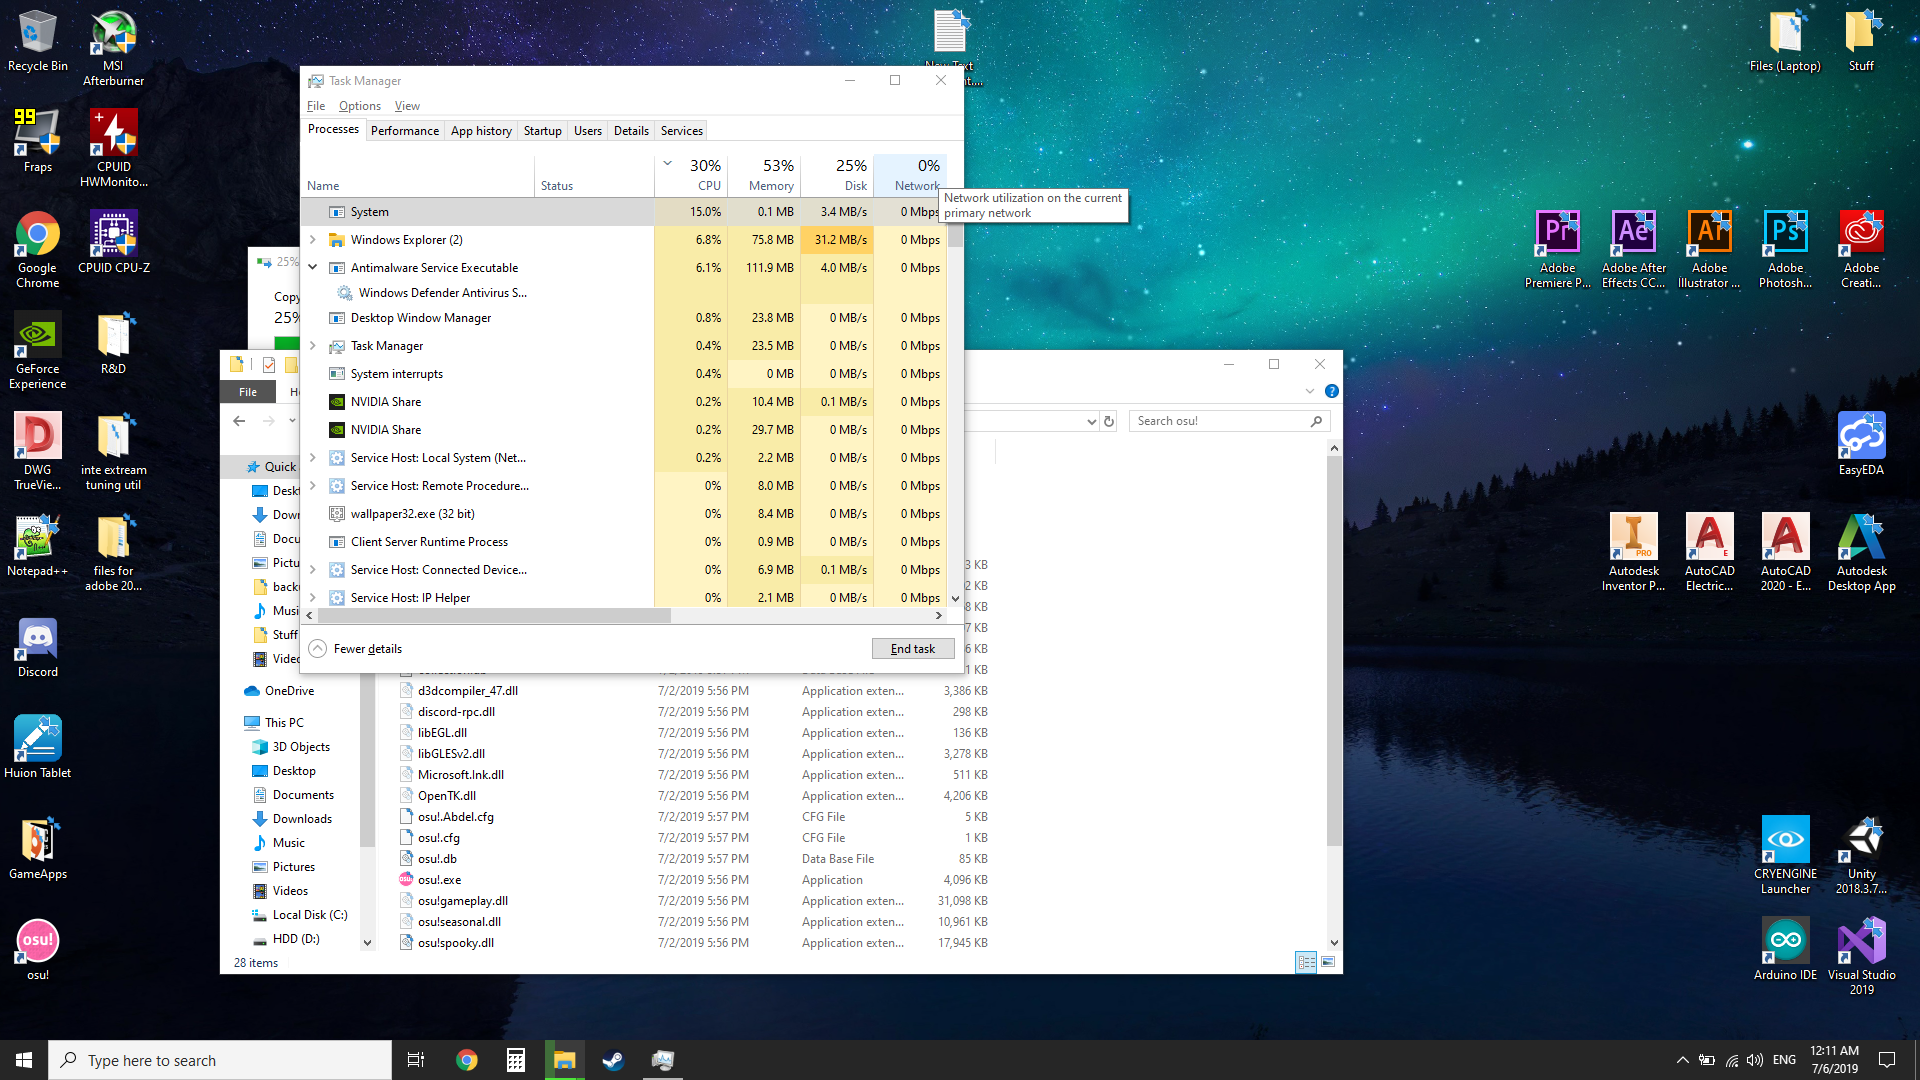 Recycle Bin
MSI
Afterburner
Files (Laptop)
Stuff
99
Fraps
CPUID
HWMonito...
Google
Chrome
CPUID CPU-Z
GeForce
Experience
R&D
DWG
TrueVie...
inte extream
tuning util
Notepad++
files for
adobe 20...
Discord
Huion Tablet
GameApps
osu!
osu!
New Text
Task Manager
File Options View
Processes Performance App history Startup Users Details Services
30% 53% 25% 0%
Name Status CPU Memory Disk Network
Network utilization on the current
primary network
System 15.0% 0.1 MB 3.4 MB/s 0 Mbps
Windows Explorer (2) 6.8% 75.8 MB 31.2 MB/s 0 Mbps
Antimalware Service Executable 6.1% 111.9 MB 4.0 MB/s 0 Mbps
Windows Defender Antivirus S...
Desktop Window Manager 0.8% 23.8 MB 0 MB/s 0 Mbps
Task Manager 0.4% 23.5 MB 0 MB/s 0 Mbps
System interrupts 0.4% 0 MB 0 MB/s 0 Mbps
NVIDIA Share 0.2% 10.4 MB 0.1 MB/s 0 Mbps
NVIDIA Share 0.2% 29.7 MB 0 MB/s 0 Mbps
Service Host: Local System (Net... 0.2% 2.2 MB 0 MB/s 0 Mbps
Service Host: Remote Procedure... 0% 8.0 MB 0 MB/s 0 Mbps
wallpaper32.exe (32 bit) 0% 8.4 MB 0 MB/s 0 Mbps
Client Server Runtime Process 0% 0.9 MB 0 MB/s 0 Mbps
Service Host: Connected Device... 0% 6.9 MB 0.1 MB/s 0 Mbps
Service Host: IP Helper 0% 2.1 MB 0 MB/s 0 Mbps
Fewer details End task
25%
Copy
25%
File
Search osu!
Quick
OneDrive
This PC
3D Objects
Desktop
Documents
Downloads
Music
Pictures
Videos
Local Disk (C:)
HDD (D:)
Stuff
d3dcompiler_47.dll 7/2/2019 5:56 PM Application exten... 3,386 KB
discord-rpc.dll 7/2/2019 5:56 PM Application exten... 298 KB
libEGL.dll 7/2/2019 5:56 PM Application exten... 136 KB
libGLESv2.dll 7/2/2019 5:56 PM Application exten... 3,278 KB
Microsoft.Ink.dll 7/2/2019 5:56 PM Application exten... 511 KB
OpenTK.dll 7/2/2019 5:56 PM Application exten... 4,206 KB
osu!.Abdel.cfg 7/2/2019 5:57 PM CFG File 5 KB
osu!.cfg 7/2/2019 5:57 PM CFG File 1 KB
osu!.db 7/2/2019 5:57 PM Data Base File 85 KB
osu!.exe 7/2/2019 5:56 PM Application 4,096 KB
osu!gameplay.dll 7/2/2019 5:56 PM Application exten... 31,098 KB
osu!seasonal.dll 7/2/2019 5:56 PM Application exten... 10,961 KB
osu!spooky.dll 7/2/2019 5:56 PM Application exten... 17,945 KB
28 items
Pr Ae Ai Ps
Adobe
Premiere P...
Adobe After
Effects CC...
Adobe
Illustrator ...
Adobe
Photosh...
Adobe
Creati...
EasyEDA
Autodesk
Inventor P...
AutoCAD
Electric...
AutoCAD
2020 - E...
Autodesk
Desktop App
CRYENGINE
Launcher
Unity
2018.3.7...
Arduino IDE
Visual Studio
2019
Type here to search
ENG
12:11 AM
7/6/2019